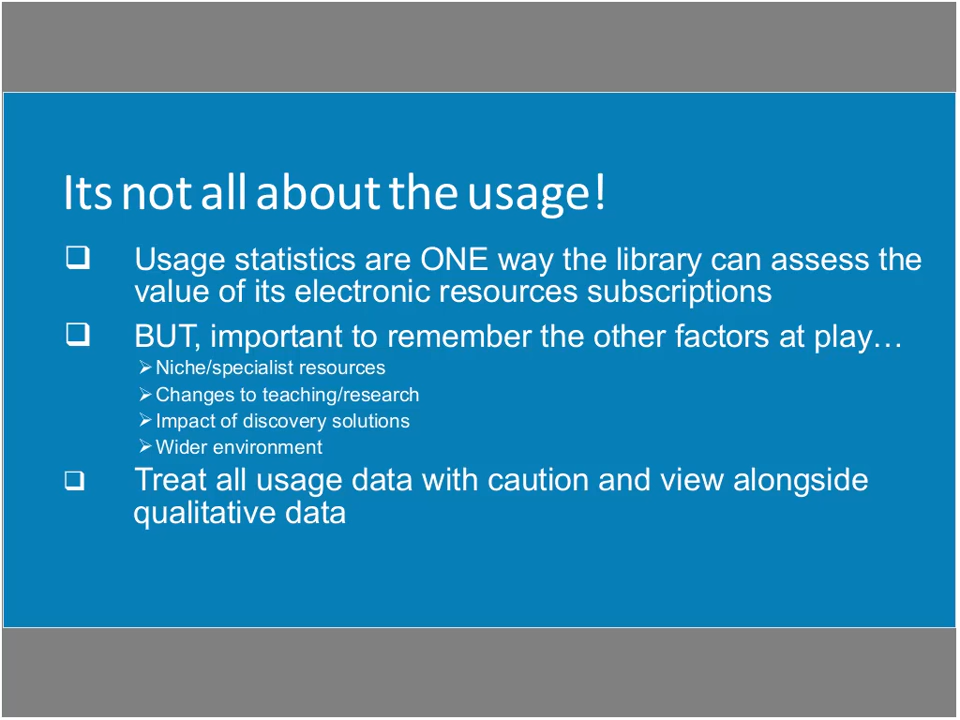 Its not all about the usage!
❑ Usage statistics are ONE way the library can assess the
value of its electronic resources subscriptions
❑ BUT, important to remember the other factors at play…
➢Niche/specialist resources
➢Changes to teaching/research
➢Impact of discovery solutions
➢Wider environment
❑ Treat all usage data with caution and view alongside
qualitative data